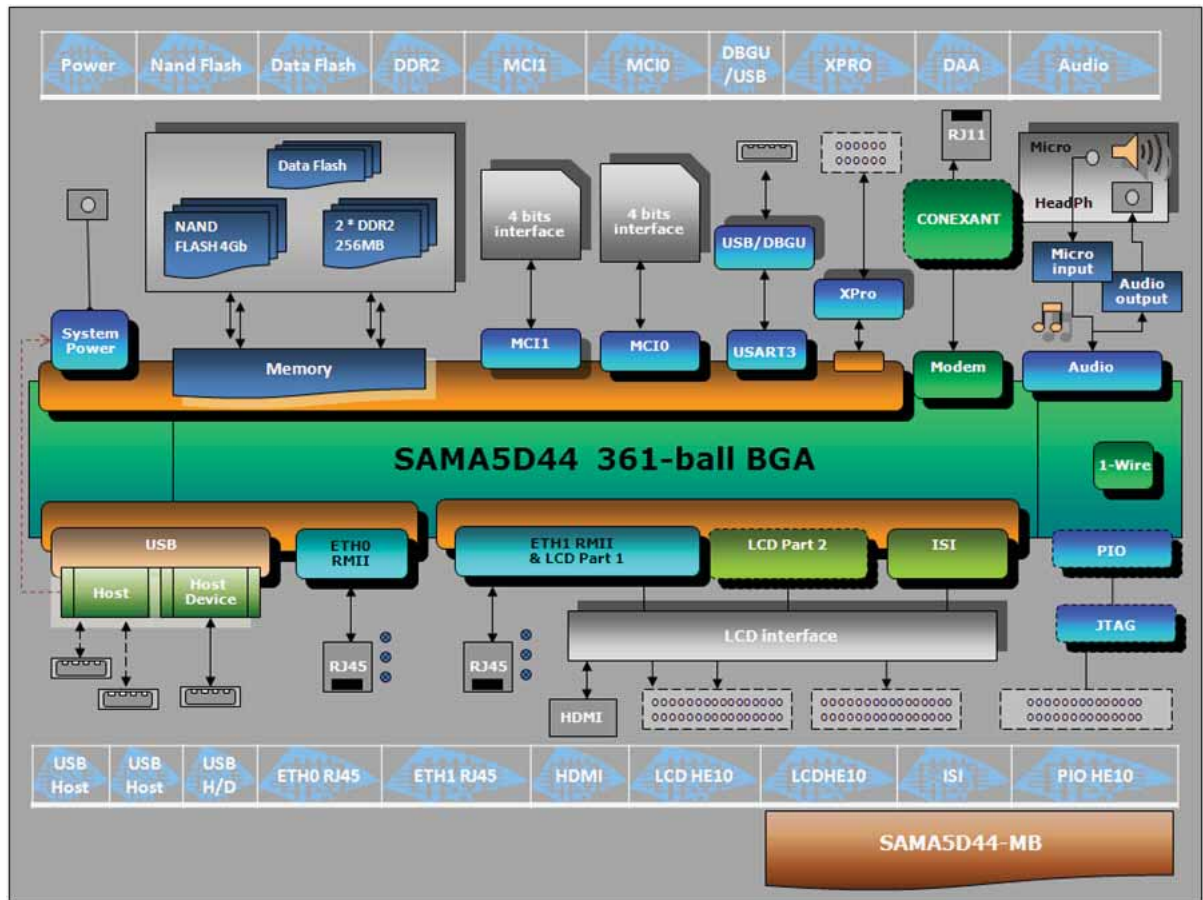 Power Nand Flash Data Flash DDR2 MCI1 MCI0 DBGU /USB XPRO DAA Audio
RJ11
Micro
HeadPh
Data Flash
NAND
FLASH 4Gb
2 * DDR2
256MB
4 bits
interface
4 bits
interface
USB/DBGU
CONEXANT
Micro
input
Audio
output
XPro
System
Power
Memory
MCI1
MCI0
USART3
Modem
Audio
SAMA5D44 361-ball BGA
1-Wire
USB
Host
Host
Device
ETH0
RMII
ETH1 RMII
& LCD Part 1
LCD Part 2
ISI
PIO
JTAG
LCD interface
RJ45
RJ45
HDMI
USB Host USB Host USB H/D ETH0 RJ45 ETH1 RJ45 HDMI LCD HE10 LCDHE10 ISI PIO HE10
SAMA5D44-MB